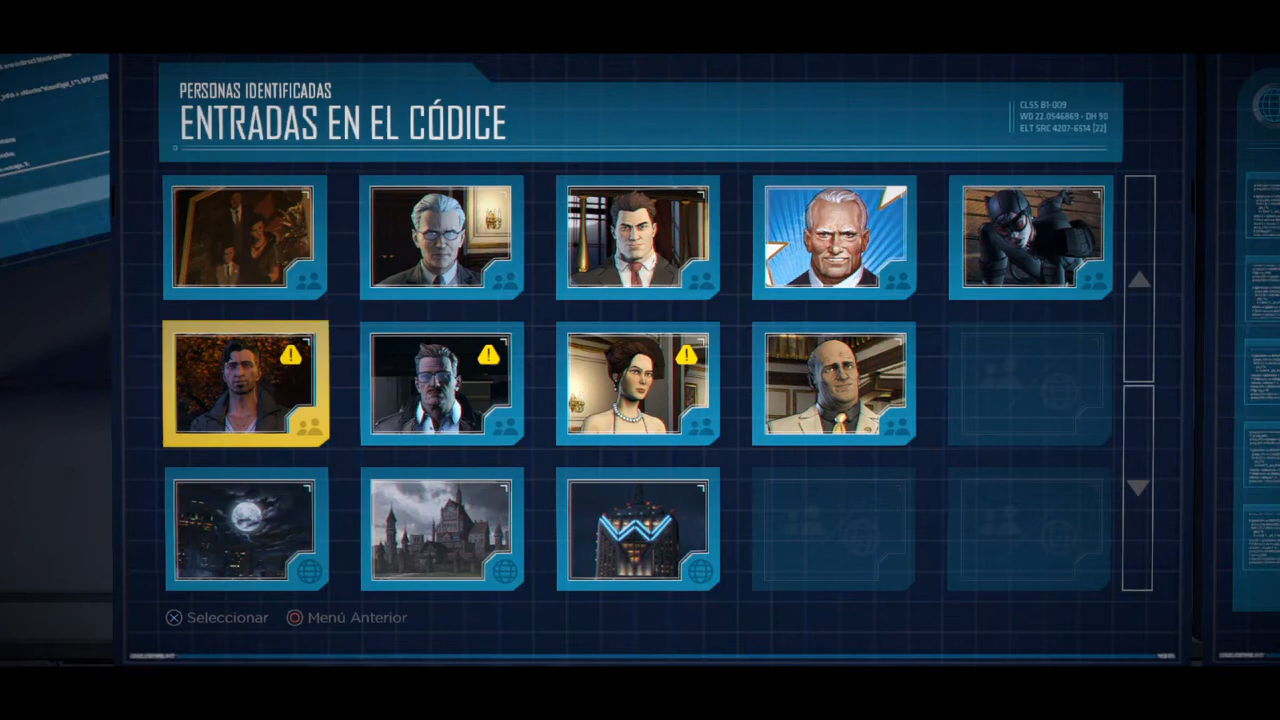 PERSONAS IDENTIFICADAS
ENTRADAS EN EL CÓDICE
CLSS B1-009
WD 22.0546869 - DH 90
ELT SRC 4207-6514 [22]
Seleccionar
Menú Anterior